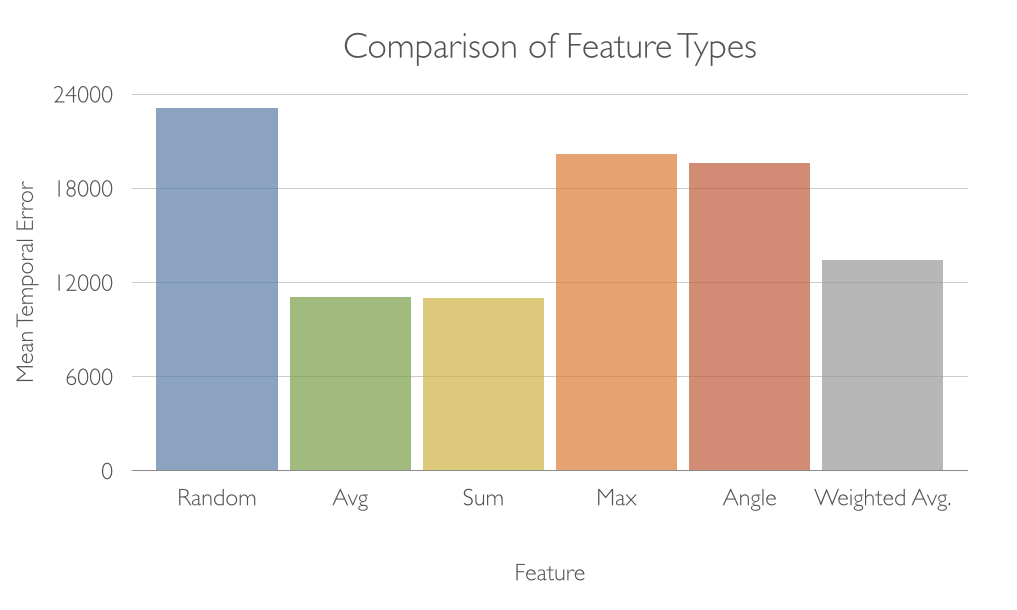 Comparison of Feature Types
24000
18000
12000
6000
0
Mean Temporal Error
Random Avg Sum Max Angle Weighted Avg.
Feature